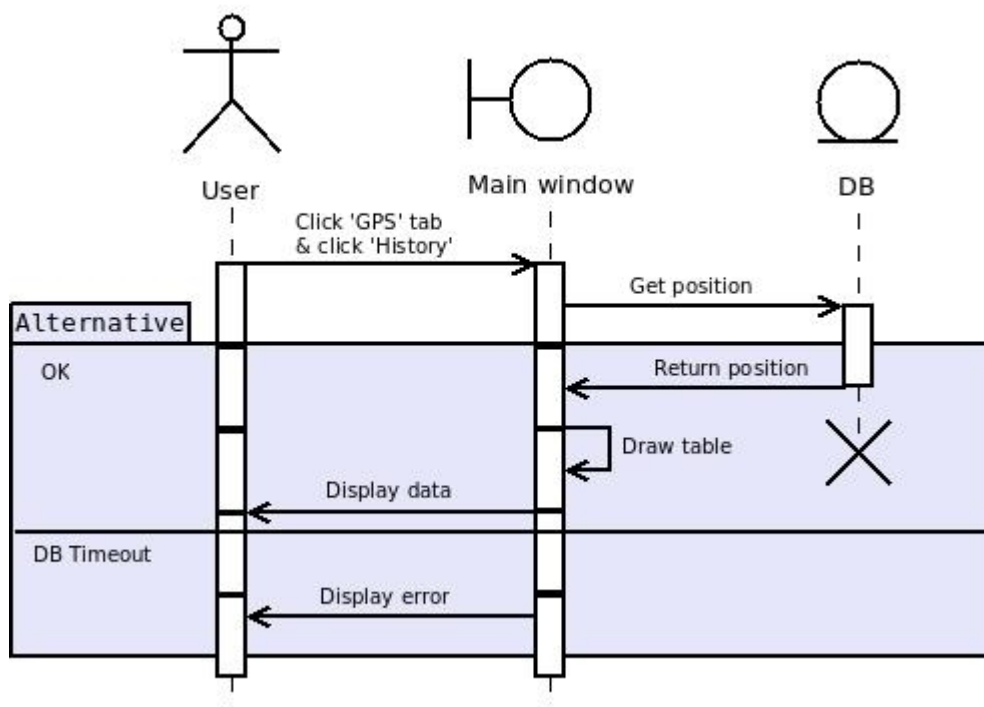 User
Main window
DB
Click 'GPS' tab
& click 'History'
Get position
Alternative
OK
Return position
Draw table
Display data
DB Timeout
Display error